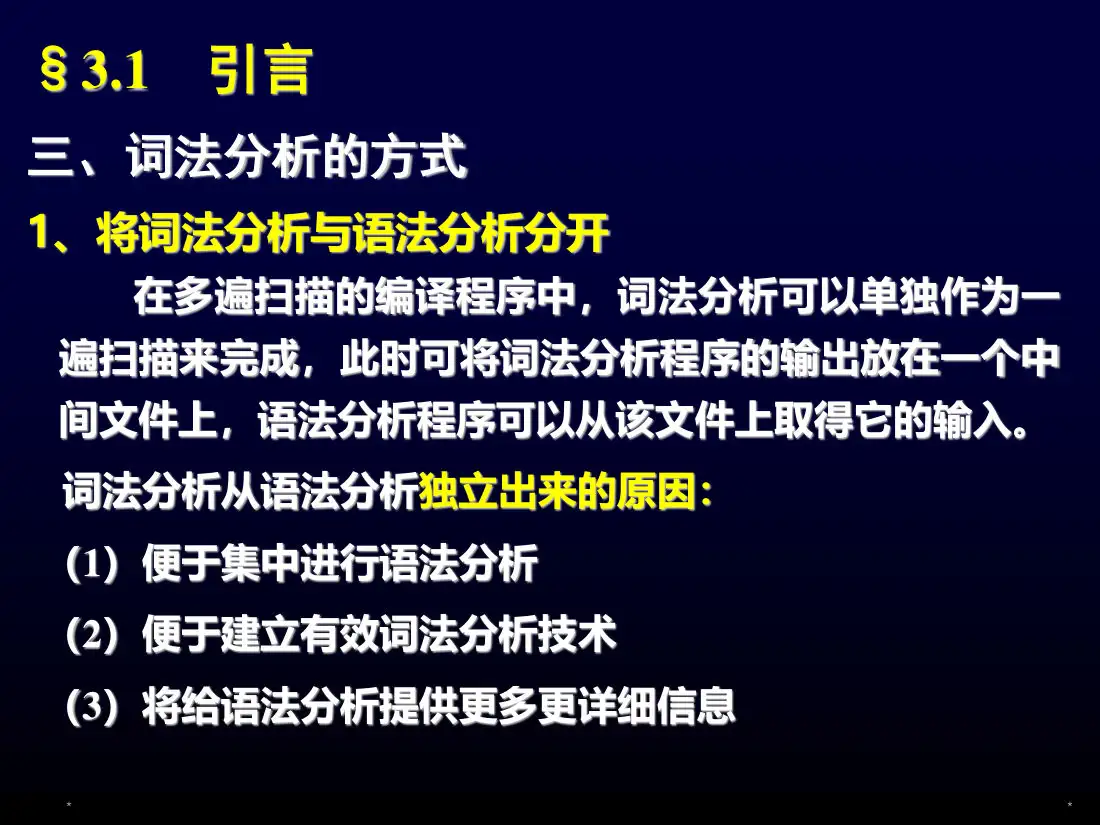 §3.1 引言
三、词法分析的方式
1、将词法分析与语法分析分开
在多遍扫描的编译程序中，词法分析可以单独作为一
遍扫描来完成，此时可将词法分析程序的输出放在一个中
间文件上，语法分析程序可以从该文件上取得它的输入。
词法分析从语法分析独立出来的原因：
（1）便于集中进行语法分析
（2）便于建立有效词法分析技术
（3）将给语法分析提供更多更详细信息
* *